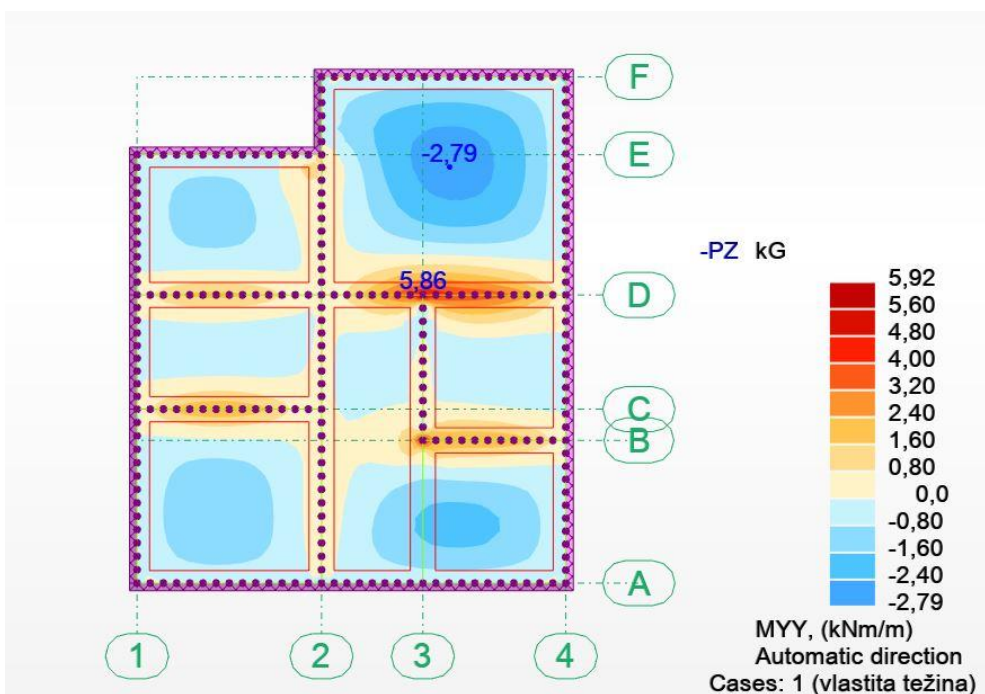 F
-2,79
E
-PZ kG
5,86
D
5,92
5,60
4,80
4,00
3,20
2,40
1,60
0,80
0,0
-0,80
-1,60
-2,40
-2,79
C
B
A
1 2 3 4
MYY, (kNm/m)
Automatic direction
Cases: 1 (vlastita težina)